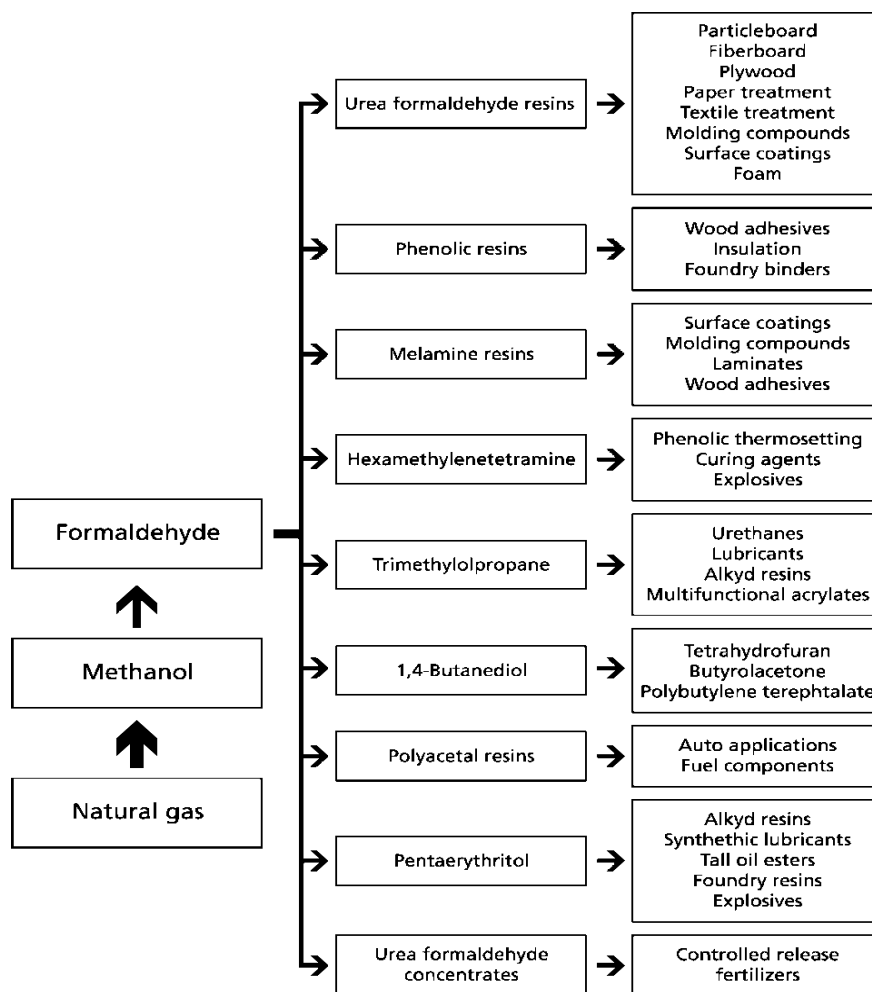 Particleboard
Fiberboard
Plywood
Paper treatment
Textile treatment
Molding compounds
Surface coatings
Foam
Urea formaldehyde resins
Phenolic resins
Wood adhesives
Insulation
Foundry binders
Melamine resins
Surface coatings
Molding compounds
Laminates
Wood adhesives
Hexamethylenetetramine
Phenolic thermosetting
Curing agents
Explosives
Formaldehyde
Trimethylolpropane
Urethanes
Lubricants
Alkyd resins
Multifunctional acrylates
Methanol
1,4-Butanediol
Tetrahydrofuran
Butyrolacetone
Polybutylene terephtalate
Natural gas
Polyacetal resins
Auto applications
Fuel components
Pentaerythritol
Alkyd resins
Synthethic lubricants
Tall oil esters
Foundry resins
Explosives
Urea formaldehyde
concentrates
Controlled release
fertilizers